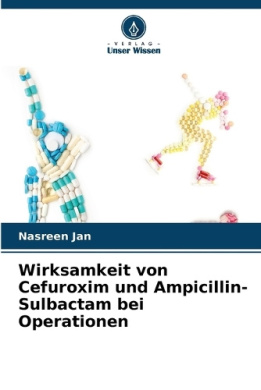 - VERLAG -
Unser Wissen
Nasreen Jan
Wirksamkeit von
Cefuroxim und Ampicillin-
Sulbactam bei
Operationen